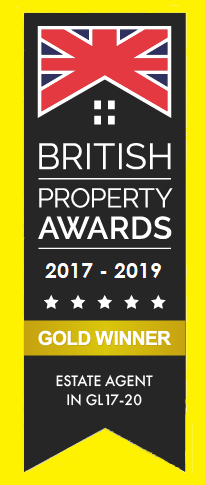 BRITISH
PROPERTY
AWARDS
2017 - 2019
GOLD WINNER
ESTATE AGENT
IN GL17-20